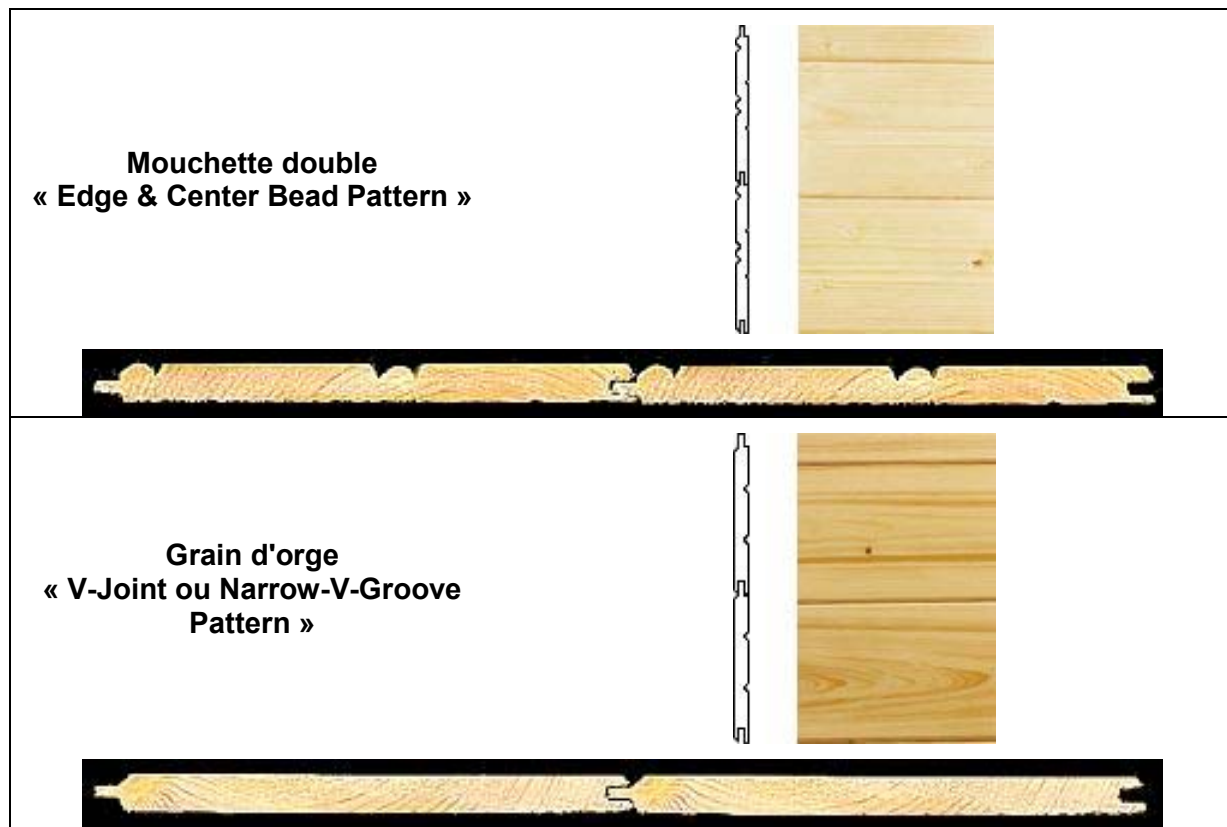 Mouchette double
« Edge & Center Bead Pattern »
Grain d'orge
« V-Joint ou Narrow-V-Groove
Pattern »